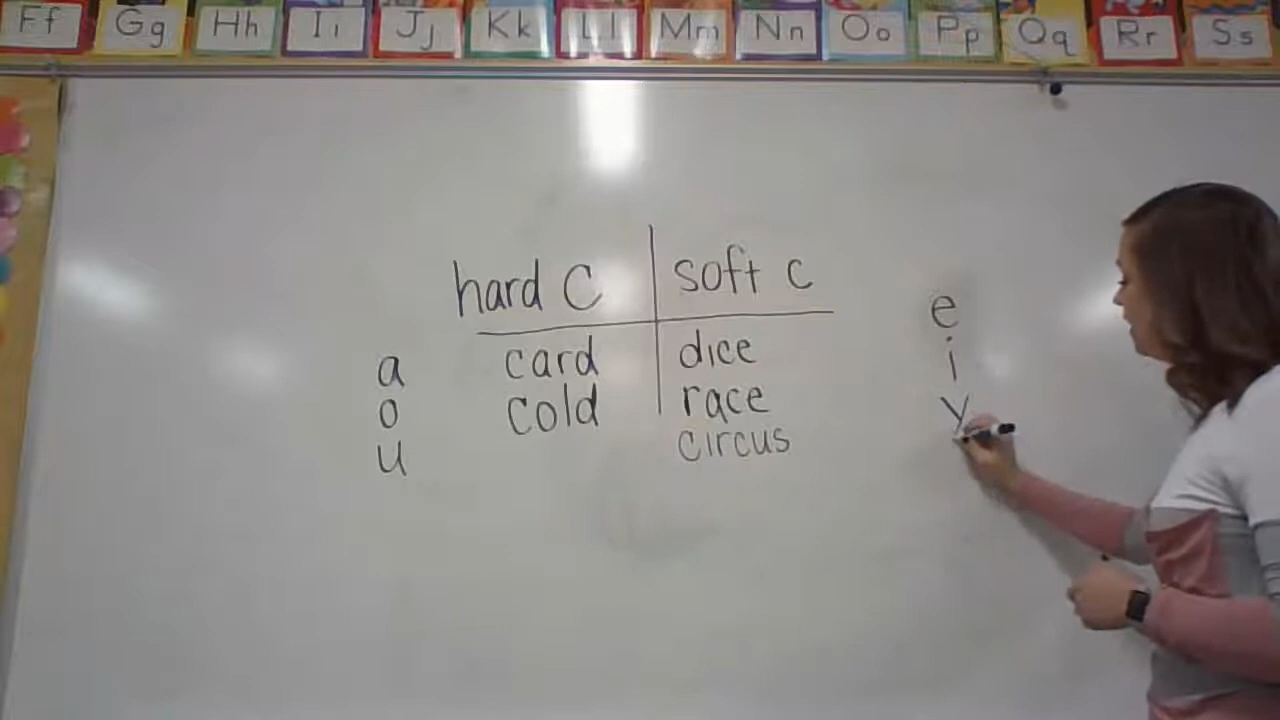 Ff Gg Hh Ii Jj Kk Ll Mm Nn Oo Pp Qq Rr Ss
hard C soft c e
a card dice i
o cold race y
u circus